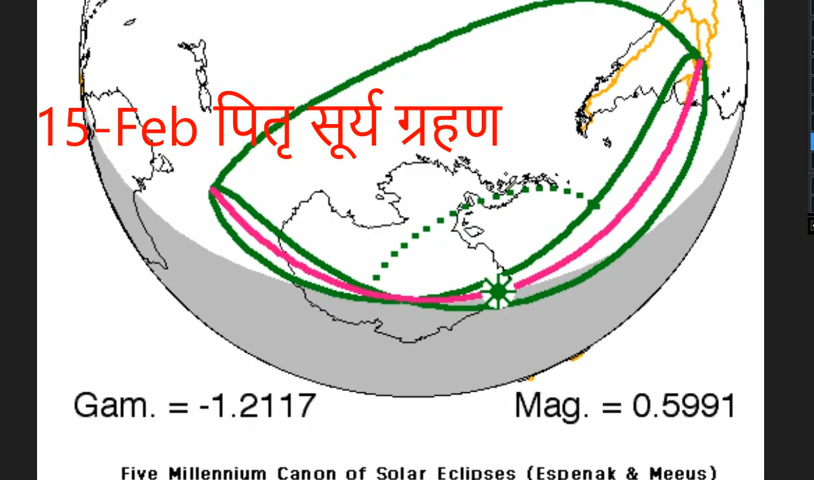 15-Feb पितृ सूर्य ग्रहण
Gam. = -1.2117 Mag. = 0.5991
Five Millennium Canon of Solar Eclipses (Espenak & Meeus)